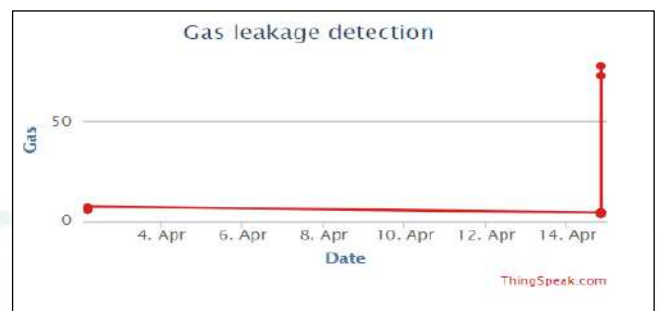 Gas leakage detection
Gas
50
0
4. Apr
6. Apr
8. Apr
10. Apr
12. Apr
14. Apr
Date
ThingSpeak.com